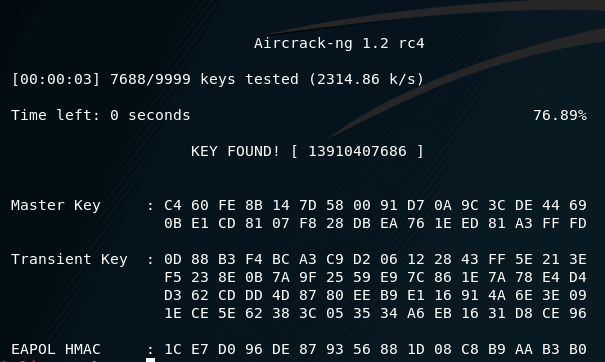 Aircrack-ng 1.2 rc4
[00:00:03] 7688/9999 keys tested (2314.86 k/s)
Time left: 0 seconds 76.89%
KEY FOUND! [ 13910407686 ]
Master Key : C4 60 FE 8B 14 7D 58 00 91 D7 0A 9C 3C DE 44 69
0B E1 CD 81 07 F8 28 DB EA 76 1E ED 81 A3 FF FD
Transient Key : 0D 88 B3 F4 BC A3 C9 D2 06 12 28 43 FF 5E 21 3E
F5 23 8E 0B 7A 9F 25 59 E9 7C 86 1E 7A 78 E4 D4
D3 62 CD DD 4D 87 80 EE B9 E1 16 91 4A 6E 3E 09
1E CE 5E 62 38 3C 05 35 34 A6 EB 16 31 D8 CE 96
EAPOL HMAC : 1C E7 D0 96 DE 87 93 56 88 1D 08 C8 B9 AA B3 B0